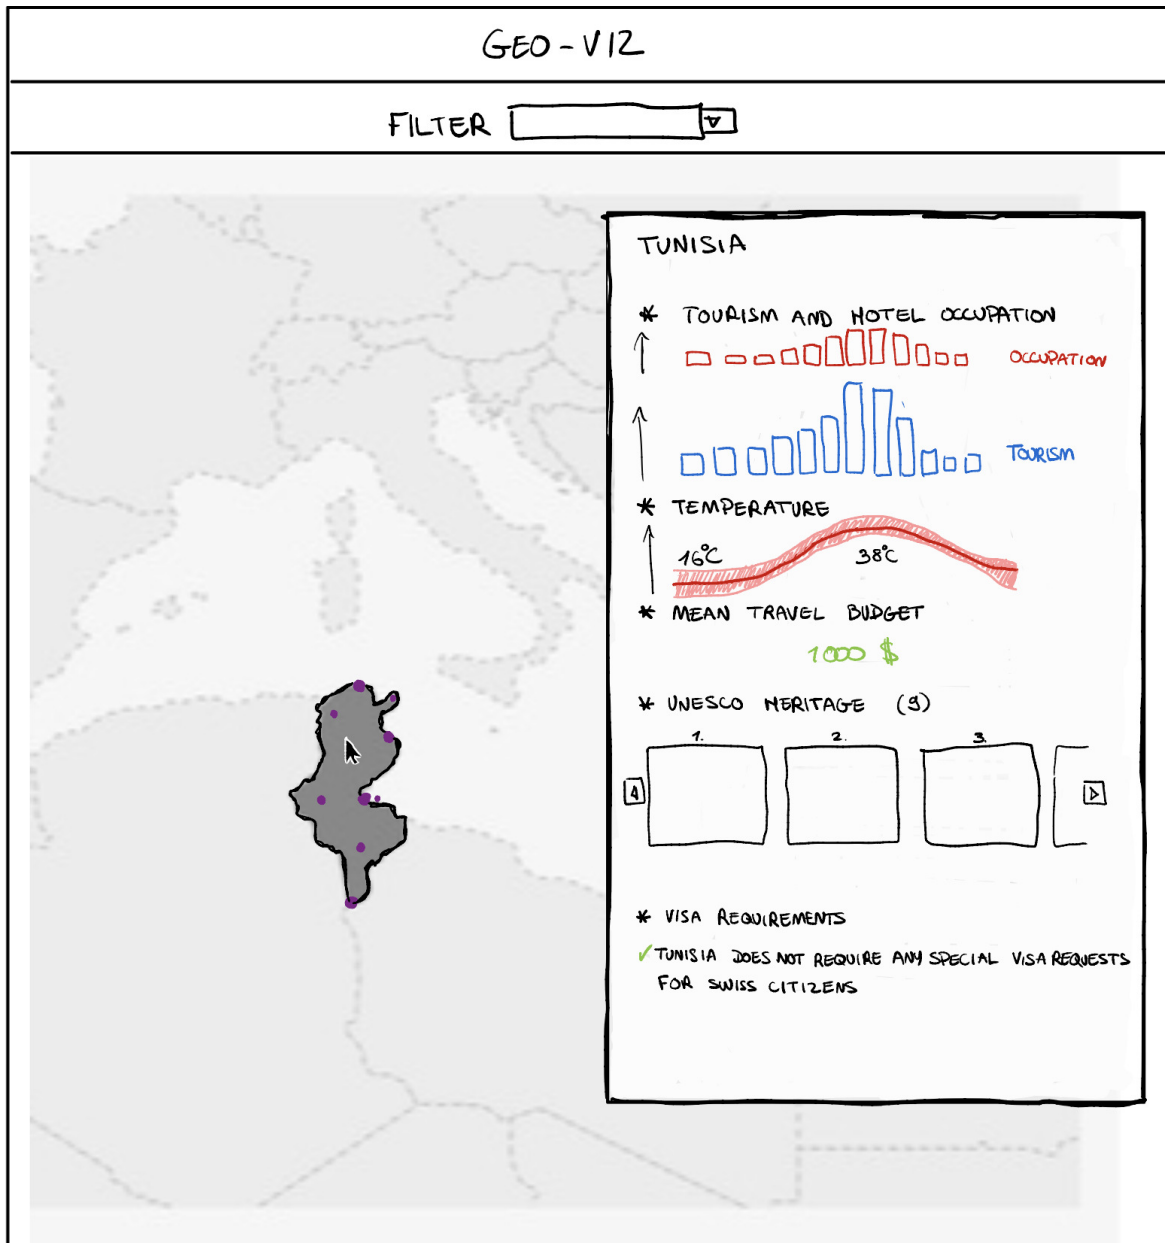 GEO-VIZ
FILTER
TUNISIA
* TOURISM AND HOTEL OCCUPATION
OCCUPATION
TOURISM
* TEMPERATURE
16°C
38°C
* MEAN TRAVEL BUDGET
1000 $
* UNESCO HERITAGE (9)
1.
2.
3.
* VISA REQUIREMENTS
✓ TUNISIA DOES NOT REQUIRE ANY SPECIAL VISA REQUESTS
FOR SWISS CITIZENS